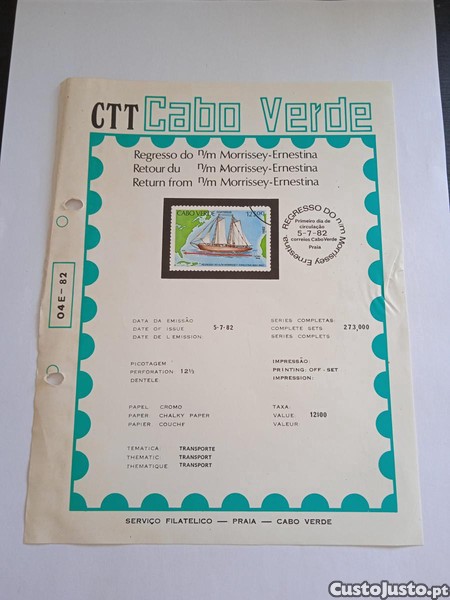 CTT Cabo Verde
Regresso do n/m Morrissey-Ernestina
Retour du n/m Morrissey-Ernestina
Return from n/m Morrissey-Ernestina
CABO VERDE 12$00
REGRESSO DO n/m Morrissey Ernestina
Primeiro dia de
circulação
5-7-82
correios Cabo Verde
Praia
04E-82
DATA DA EMISSÃO
DATE OF ISSUE 5-7-82
DATE DE L'EMISSION
SERIES COMPLETAS
COMPLETE SETS: 273,000
SERIES COMPLETS
PICOTAGEM
PERFORATION 12½
DENTELE
IMPRESSÃO:
PRINTING: OFF-SET
IMPRESSION:
PAPEL: CROMO
PAPER: CHALKY PAPER
PAPIER: COUCHE
TAXA:
VALUE: 12$00
VALEUR
TEMATICA: TRANSPORTE
THEMATIC: TRANSPORT
THEMATIQUE: TRANSPORT
SERVIÇO FILATELICO — PRAIA — CABO VERDE
CustoJusto.pt